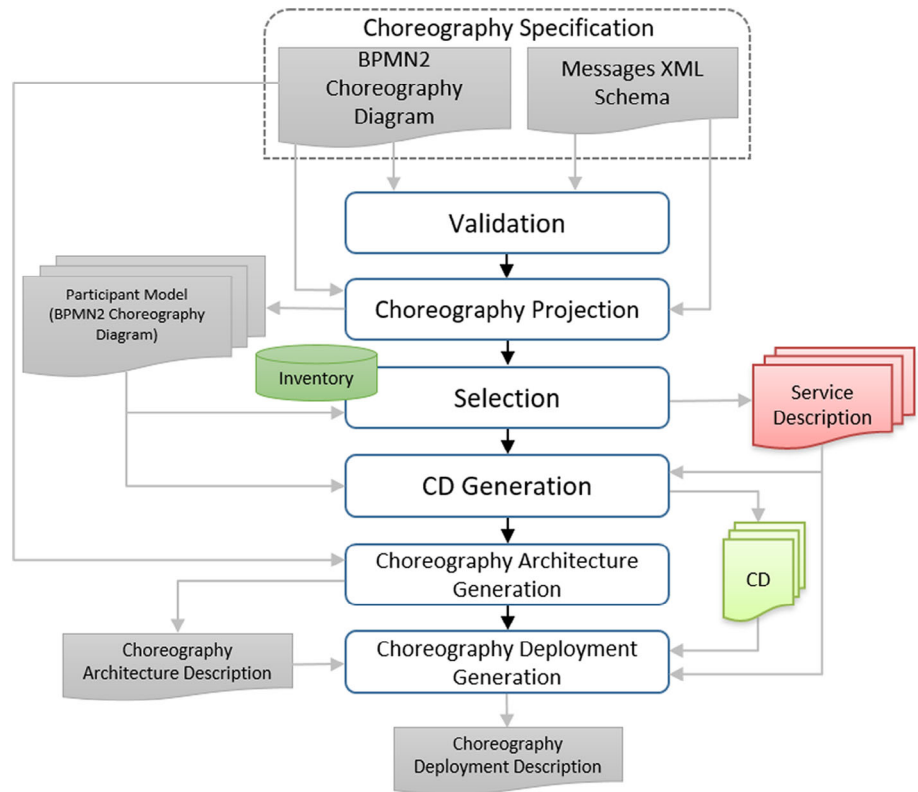 Choreography Specification
BPMN2
Choreography
Diagram
Messages XML
Schema
Validation
Participant Model
(BPMN2 Choreography
Diagram)
Choreography Projection
Inventory
Selection
Service
Description
CD Generation
CD
Choreography Architecture
Generation
Choreography
Architecture Description
Choreography Deployment
Generation
Choreography
Deployment Description